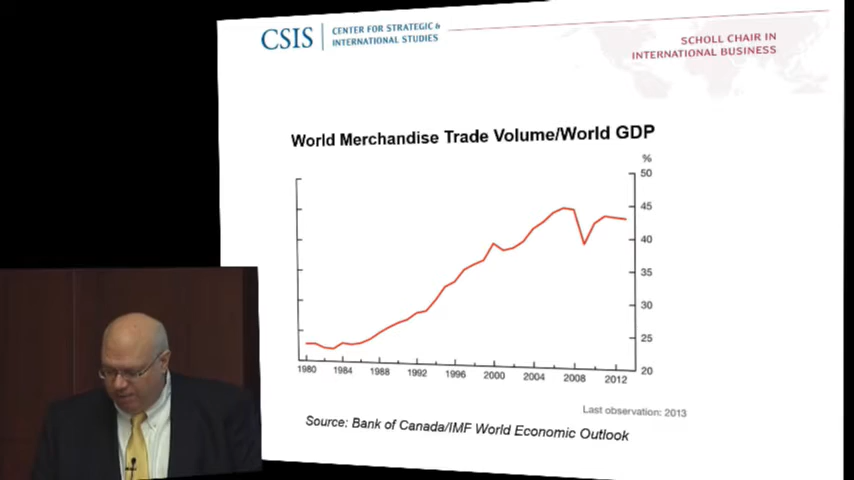 CSIS
CENTER FOR STRATEGIC &
INTERNATIONAL STUDIES
SCHOLL CHAIR IN
INTERNATIONAL BUSINESS
World Merchandise Trade Volume/World GDP
%
50
45
40
35
30
25
20
1980 1984 1988 1992 1996 2000 2004 2008 2012
Last observation: 2013
Source: Bank of Canada/IMF World Economic Outlook